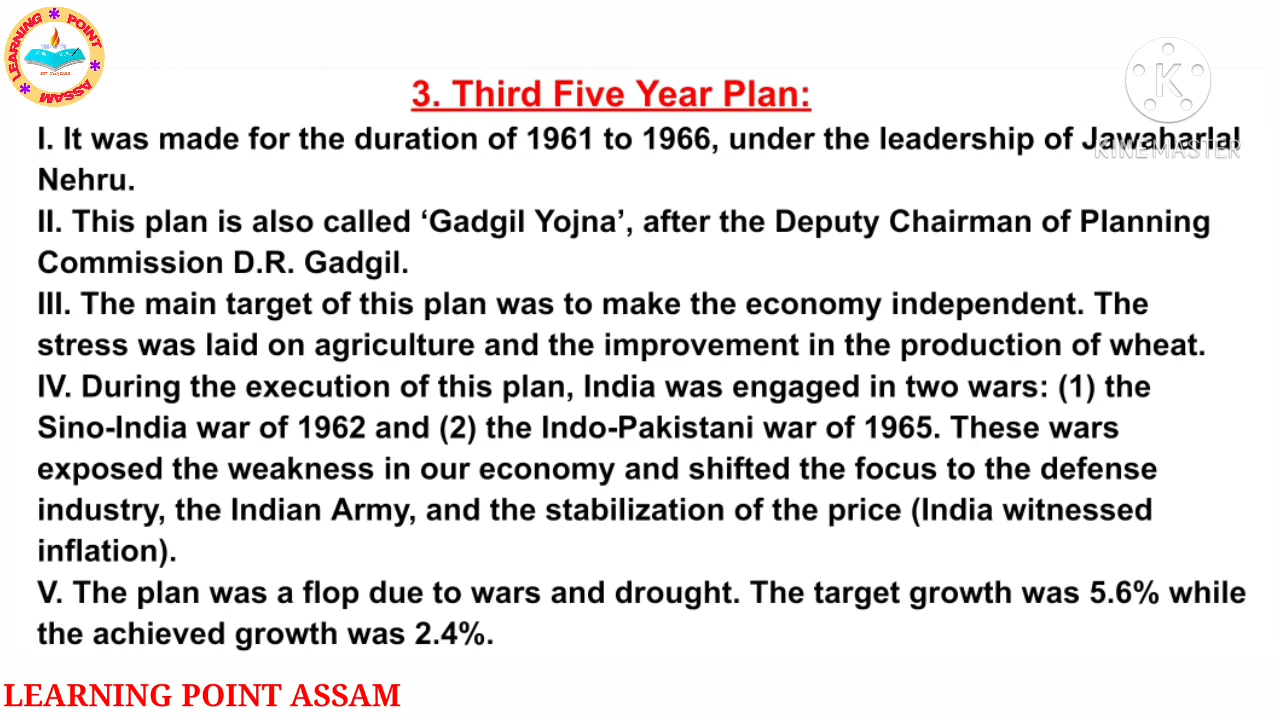 LEARNING * POINT * ASSAM *
K
3. Third Five Year Plan:
I. It was made for the duration of 1961 to 1966, under the leadership of Jawaharlal
KINEMASTER
Nehru.
II. This plan is also called ‘Gadgil Yojna’, after the Deputy Chairman of Planning
Commission D.R. Gadgil.
III. The main target of this plan was to make the economy independent. The
stress was laid on agriculture and the improvement in the production of wheat.
IV. During the execution of this plan, India was engaged in two wars: (1) the
Sino-India war of 1962 and (2) the Indo-Pakistani war of 1965. These wars
exposed the weakness in our economy and shifted the focus to the defense
industry, the Indian Army, and the stabilization of the price (India witnessed
inflation).
V. The plan was a flop due to wars and drought. The target growth was 5.6% while
the achieved growth was 2.4%.
LEARNING POINT ASSAM